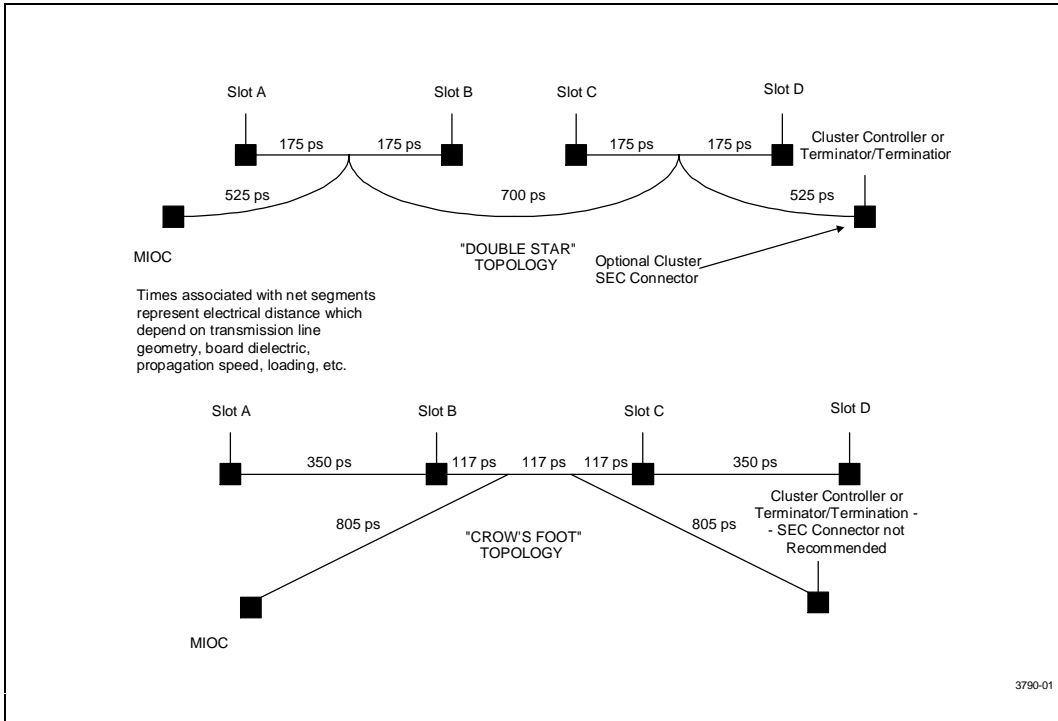 Slot A
Slot B
Slot C
Slot D
Cluster Controller or
Terminator/Termination
175 ps
175 ps
175 ps
175 ps
525 ps
700 ps
525 ps
MIOC
"DOUBLE STAR"
TOPOLOGY
Optional Cluster
SEC Connector
Times associated with net segments
represent electrical distance which
depend on transmission line
geometry, board dielectric,
propagation speed, loading, etc.
Slot A
Slot B
Slot C
Slot D
350 ps
117 ps
117 ps
117 ps
350 ps
805 ps
805 ps
"CROW'S FOOT"
TOPOLOGY
Cluster Controller or
Terminator/Termination -
- SEC Connector not
Recommended
MIOC
3790-01